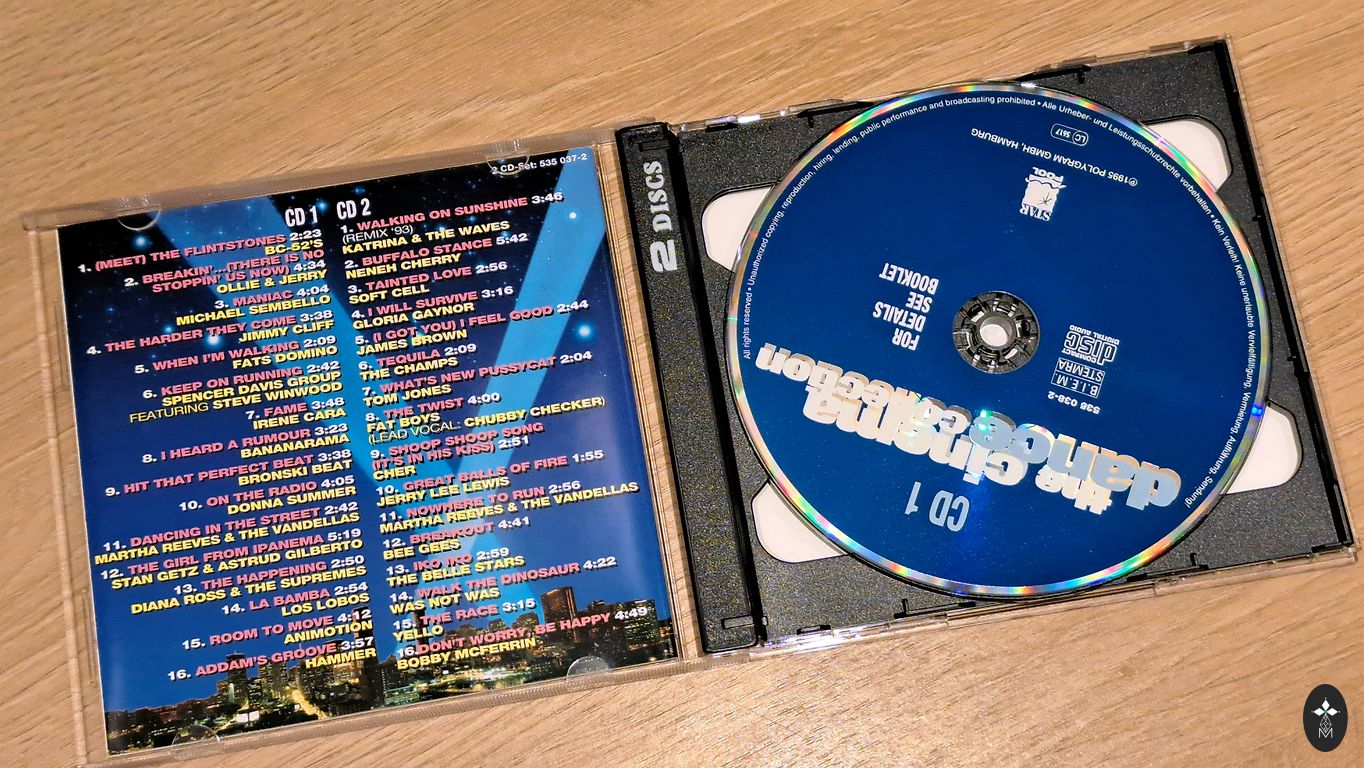 2 CD-Set: 535 037-2
CD 1
1. (MEET) THE FLINTSTONES 2:23
BC-52'S
2. BREAKIN'...(THERE IS NO
STOPPIN' US NOW) 4:34
OLLIE & JERRY
3. MANIAC 4:04
MICHAEL SEMBELLO
4. THE HARDER THEY COME 3:38
JIMMY CLIFF
5. WHEN I'M WALKING 2:09
FATS DOMINO
6. KEEP ON RUNNING 2:42
SPENCER DAVIS GROUP
FEATURING STEVE WINWOOD
7. FAME 3:48
IRENE CARA
8. I HEARD A RUMOUR 3:23
BANANARAMA
9. HIT THAT PERFECT BEAT 3:38
BRONSKI BEAT
10. ON THE RADIO 4:05
DONNA SUMMER
11. DANCING IN THE STREET 2:42
MARTHA REEVES & THE VANDELLAS
12. THE GIRL FROM IPANEMA 5:19
STAN GETZ & ASTRUD GILBERTO
13. THE HAPPENING 2:50
DIANA ROSS & THE SUPREMES
14. LA BAMBA 2:54
LOS LOBOS
15. ROOM TO MOVE 4:12
ANIMOTION
16. ADDAM'S GROOVE 3:57
HAMMER
CD 2
1. WALKING ON SUNSHINE 3:46
(REMIX '93)
KATRINA & THE WAVES
2. BUFFALO STANCE 5:42
NENEH CHERRY
3. TAINTED LOVE 2:56
SOFT CELL
4. I WILL SURVIVE 3:16
GLORIA GAYNOR
5. (I GOT YOU) I FEEL GOOD 2:44
JAMES BROWN
6. TEQUILA 2:09
THE CHAMPS
7. WHAT'S NEW PUSSYCAT 2:04
TOM JONES
8. THE TWIST 4:00
FAT BOYS
(LEAD VOCAL: CHUBBY CHECKER)
9. SHOOP SHOOP SONG
(IT'S IN HIS KISS) 2:51
CHER
10. GREAT BALLS OF FIRE 1:55
JERRY LEE LEWIS
11. NOWHERE TO RUN 2:56
MARTHA REEVES & THE VANDELLAS
12. BREAKOUT 4:41
BEE GEES
13. IKO IKO 2:59
THE BELLE STARS
14. WALK THE DINOSAUR 4:22
WAS NOT WAS
15. THE RACE 3:15
YELLO
16. DON'T WORRY, BE HAPPY 4:49
BOBBY MCFERRIN
2 DISCS
CD 1
the cinema
dance collection
535 038-2
B.I.E.M.
STEMRA
COMPACT
disc
DIGITAL AUDIO
FOR
DETAILS
SEE
BOOKLET
STAR
POOL
℗1995 POLYGRAM GMBH, HAMBURG
LC 5617
All rights reserved • Unauthorized copying, reproduction, hiring, lending, public performance and broadcasting prohibited • Alle Urheber- und Leistungsschutzrechte vorbehalten • Kein Verleih! Keine unerlaubte Vervielfältigung, Vermietung, Aufführung, Sendung!
M